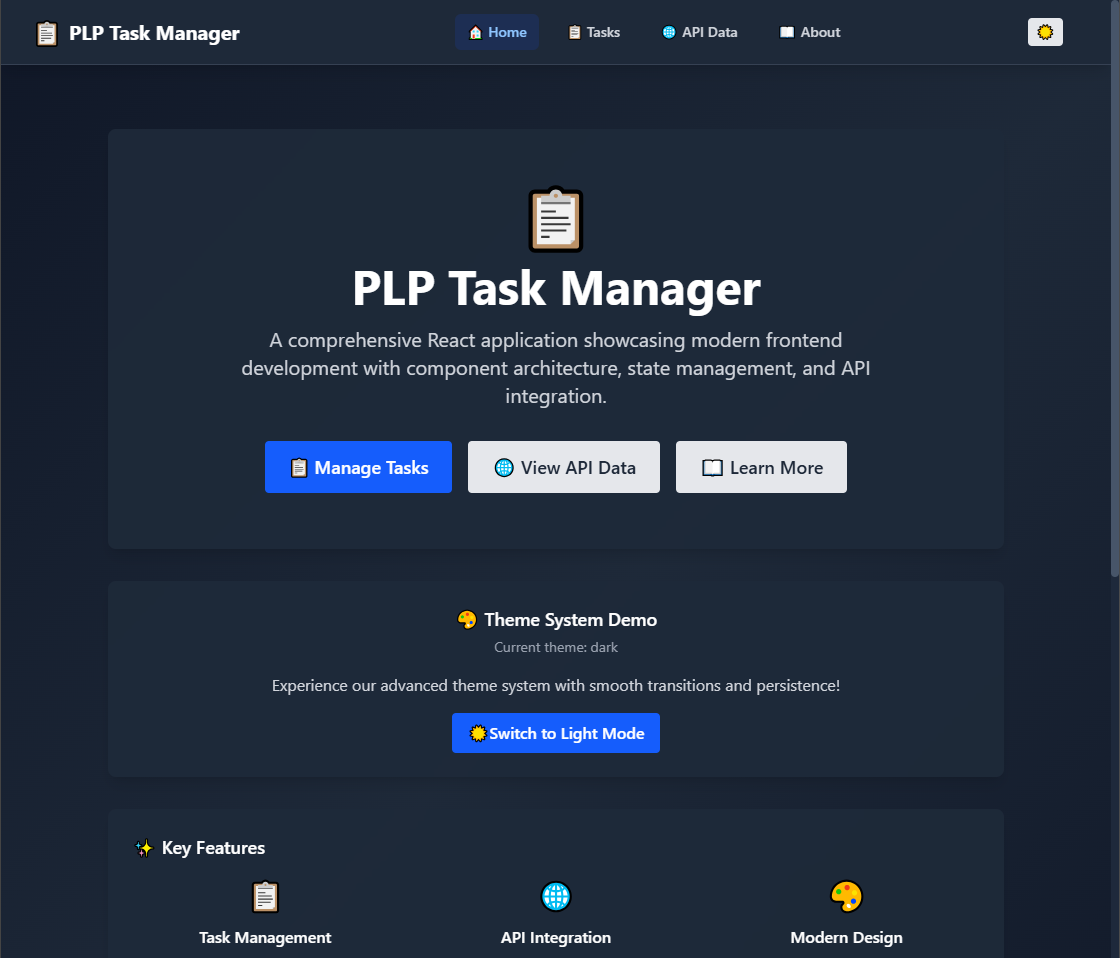 PLP Task Manager
Home
Tasks
API Data
About
PLP Task Manager
A comprehensive React application showcasing modern frontend
development with component architecture, state management, and API
integration.
Manage Tasks
View API Data
Learn More
Theme System Demo
Current theme: dark
Experience our advanced theme system with smooth transitions and persistence!
Switch to Light Mode
Key Features
Task Management
API Integration
Modern Design